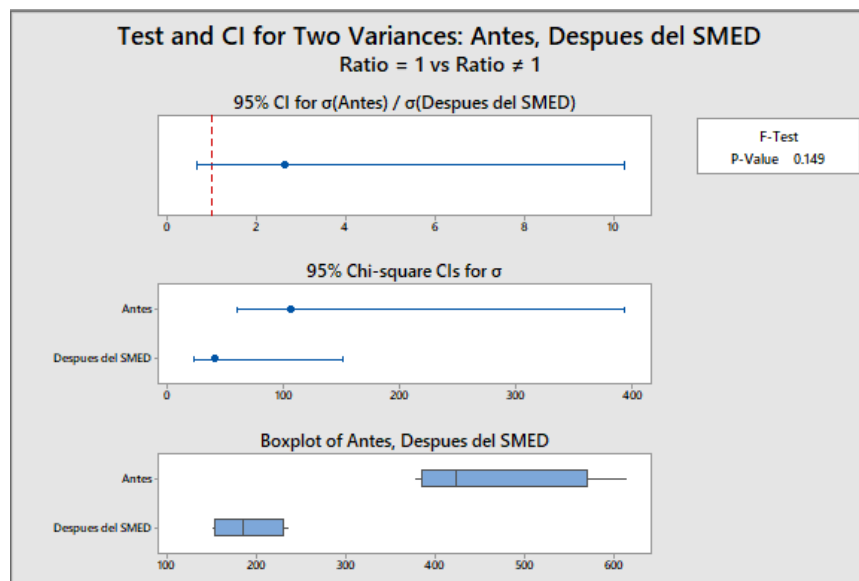 Test and CI for Two Variances: Antes, Despues del SMED
Ratio = 1 vs Ratio ≠ 1
95% CI for σ(Antes) / σ(Despues del SMED)
F-Test
P-Value 0.149
0 2 4 6 8 10
95% Chi-square CIs for σ
Antes
Despues del SMED
0 100 200 300 400
Boxplot of Antes, Despues del SMED
Antes
Despues del SMED
100 200 300 400 500 600